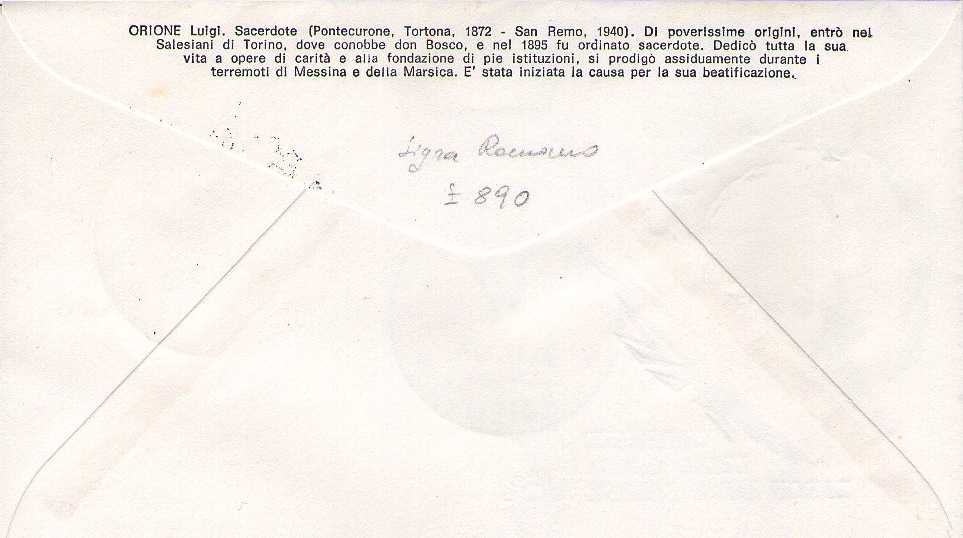 ORIONE Luigi. Sacerdote (Pontecurone, Tortona, 1872 - San Remo, 1940). Di poverissime origini, entrò nei
Salesiani di Torino, dove conobbe don Bosco, e nel 1895 fu ordinato sacerdote. Dedicò tutta la sua
vita a opere di carità e alla fondazione di pie istituzioni, si prodigò assiduamente durante i
terremoti di Messina e della Marsica. E' stata iniziata la causa per la sua beatificazione.
Sigra Romano
£ 890